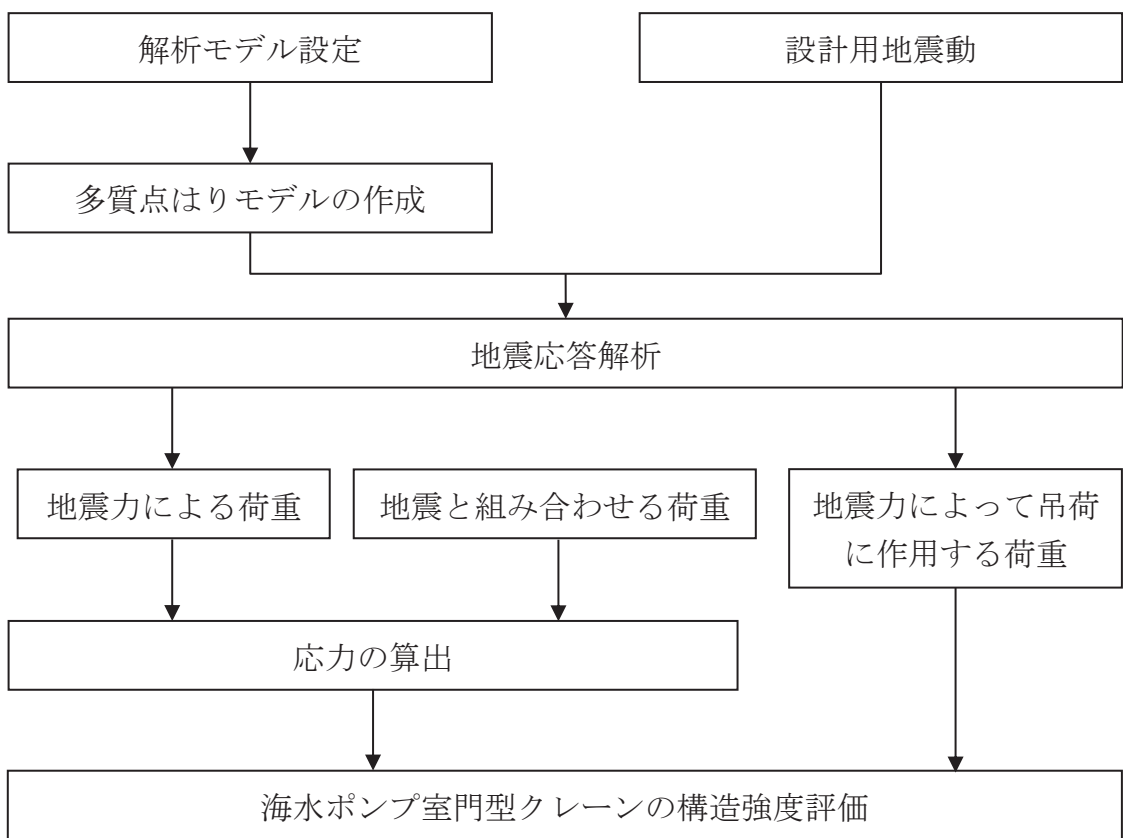 解析モデル設定
設計用地震動
多質点はりモデルの作成
地震応答解析
地震力による荷重
地震と組み合わせる荷重
地震力によって吊荷
に作用する荷重
応力の算出
海水ポンプ室門型クレーンの構造強度評価